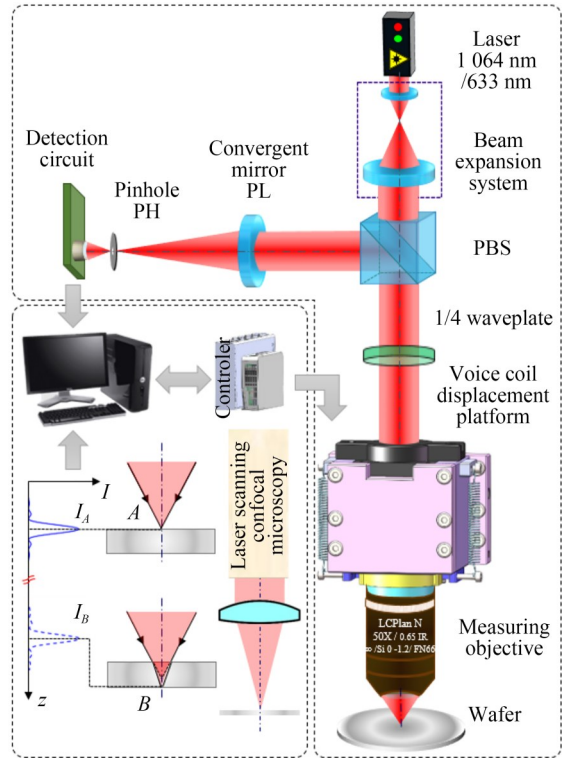 Laser
1 064 nm
/633 nm
Beam
expansion
system
Detection
circuit
Pinhole
PH
Convergent
mirror
PL
PBS
1/4 waveplate
Voice coil
displacement
platform
Controler
Laser scanning
confocal
microscopy
I
I_A
A
I_B
B
z
LCPlan N
50X / 0.65 IR
∞ /Si 0 -1.2/ FN66
Measuring
objective
Wafer